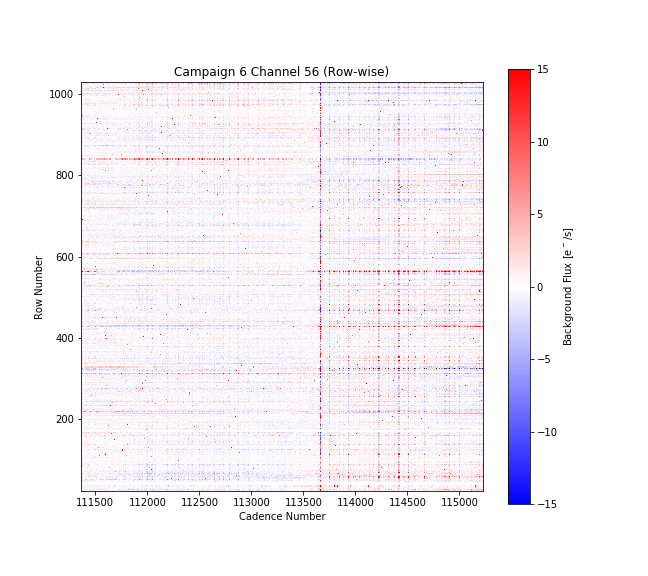 Campaign 6 Channel 56 (Row-wise)
1000
800
600
400
200
Row Number
111500 112000 112500 113000 113500 114000 114500 115000
Cadence Number
15
10
5
0
−5
−10
−15
Background Flux [e⁻/s]